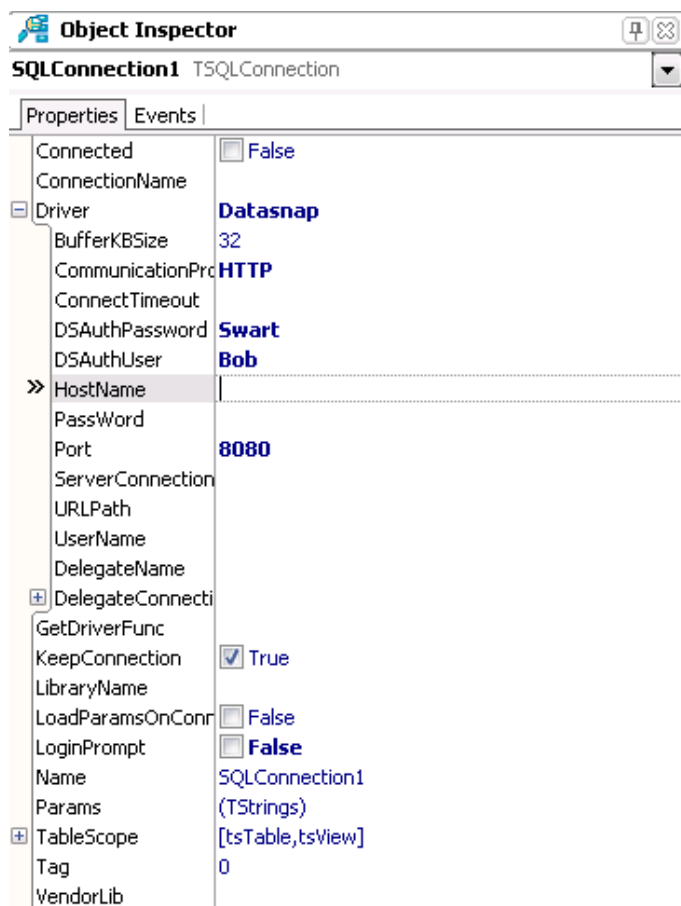 Object Inspector
SQLConnection1 TSQLConnection
Properties Events
Connected False
ConnectionName
Driver Datasnap
BufferKBSize 32
CommunicationPro HTTP
ConnectTimeout
DSAuthPassword Swart
DSAuthUser Bob
HostName
PassWord
Port 8080
ServerConnection
URLPath
UserName
DelegateName
DelegateConnecti
GetDriverFunc
KeepConnection True
LibraryName
LoadParamsOnConn False
LoginPrompt False
Name SQLConnection1
Params (TStrings)
TableScope [tsTable,tsView]
Tag 0
VendorLib